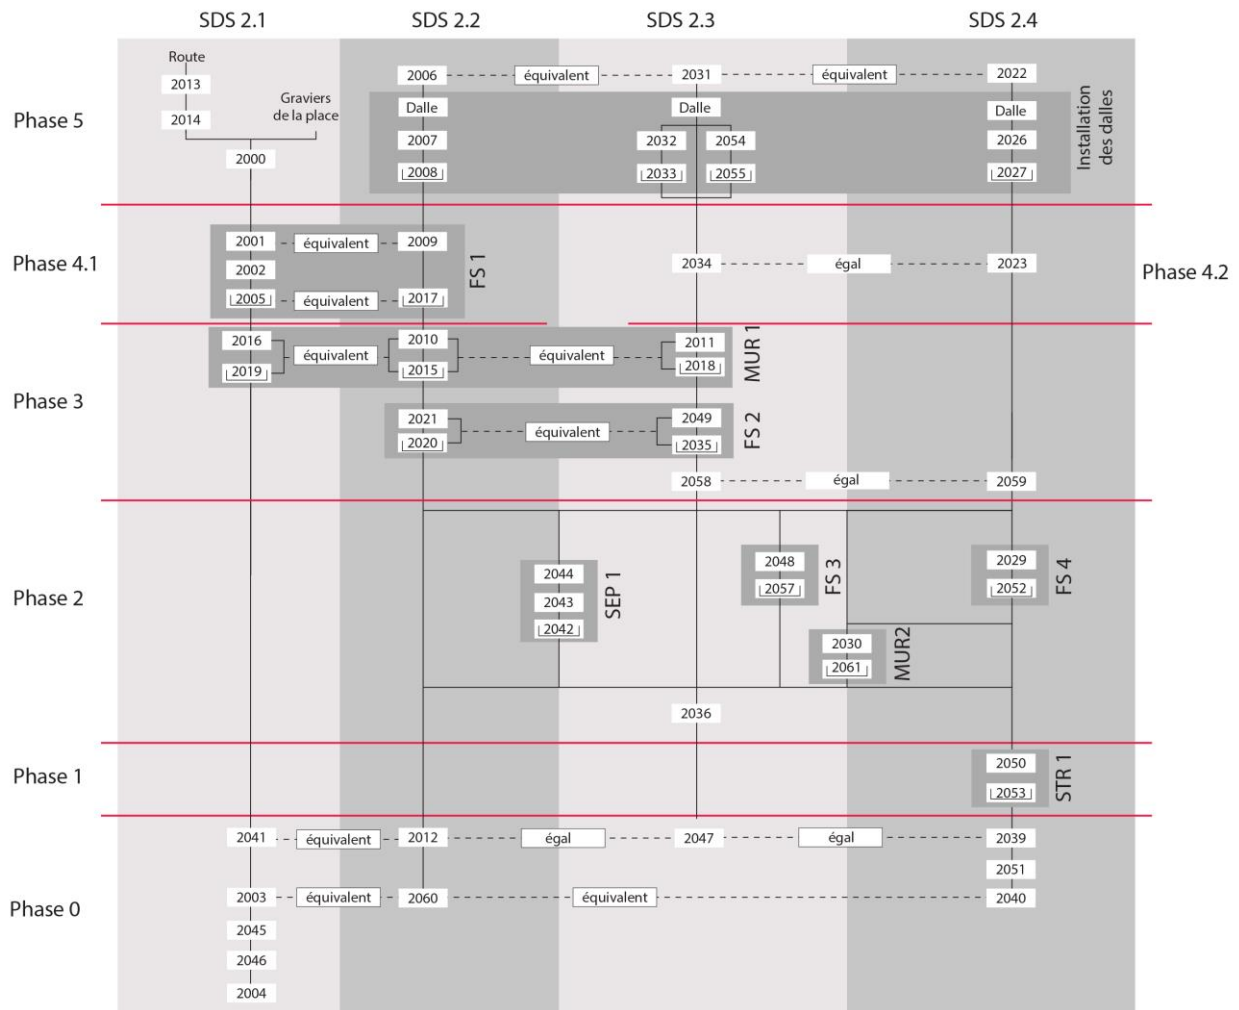 SDS 2.1 SDS 2.2 SDS 2.3 SDS 2.4
Route
2006 équivalent 2031 équivalent 2022
2013
Graviers
de la place
Dalle Dalle Dalle
Phase 5
2014
2007 2032 2054 2026
Installation
des dalles
2000
2008 2033 2055 2027
2001 équivalent 2009
Phase 4.1
2002
FS 1
2034 égal 2023
Phase 4.2
2005 équivalent 2017
2016 2010 2011
équivalent équivalent
MUR 1
2019 2015 2018
Phase 3
2021 2049
équivalent
FS 2
2020 2035
2058 égal 2059
2044 2048 2029
SEP 1
FS 3
FS 4
Phase 2
2043 2057 2052
2042
2030
MUR2
2061
2036
Phase 1
2050
STR 1
2053
2041 équivalent 2012 égal 2047 égal 2039
2051
Phase 0
2003 équivalent 2060 équivalent 2040
2045
2046
2004